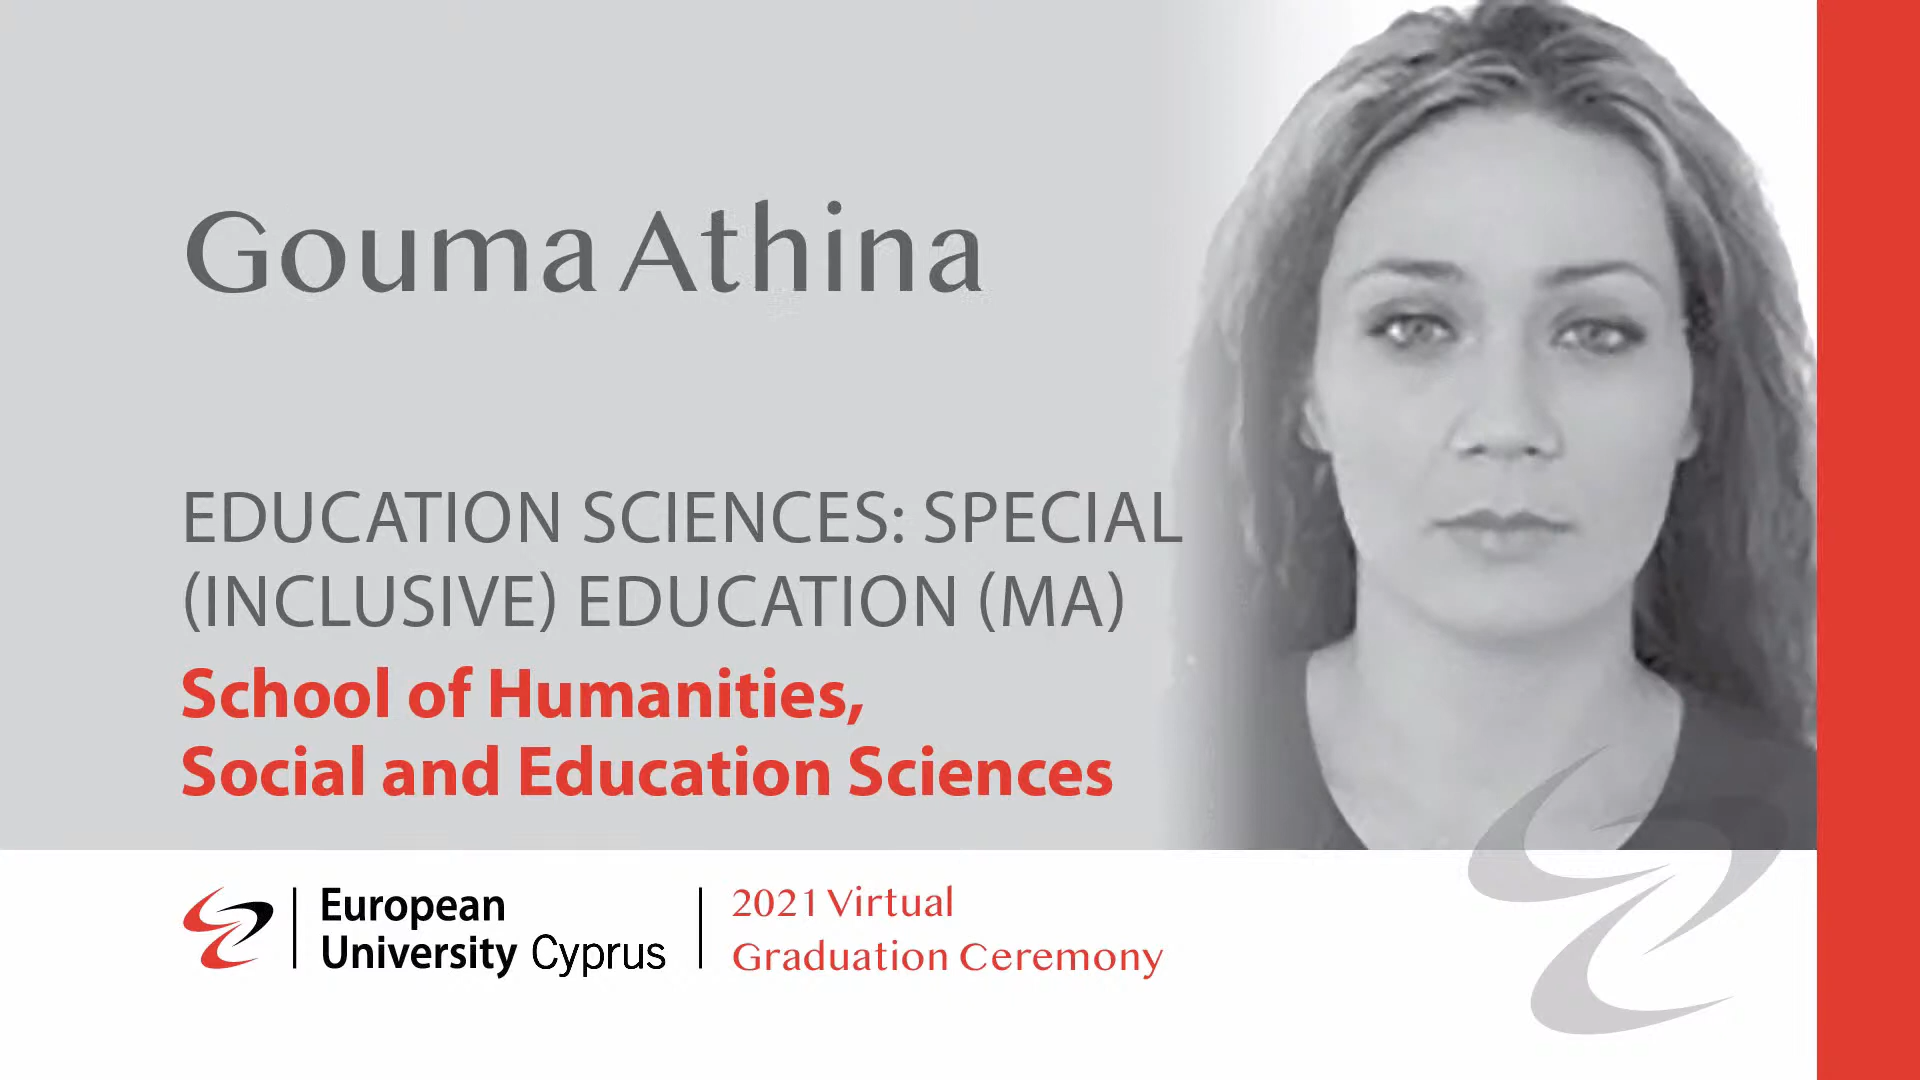 Gouma Athina
EDUCATION SCIENCES: SPECIAL
(INCLUSIVE) EDUCATION (MA)
School of Humanities,
Social and Education Sciences
European
University Cyprus
2021 Virtual
Graduation Ceremony